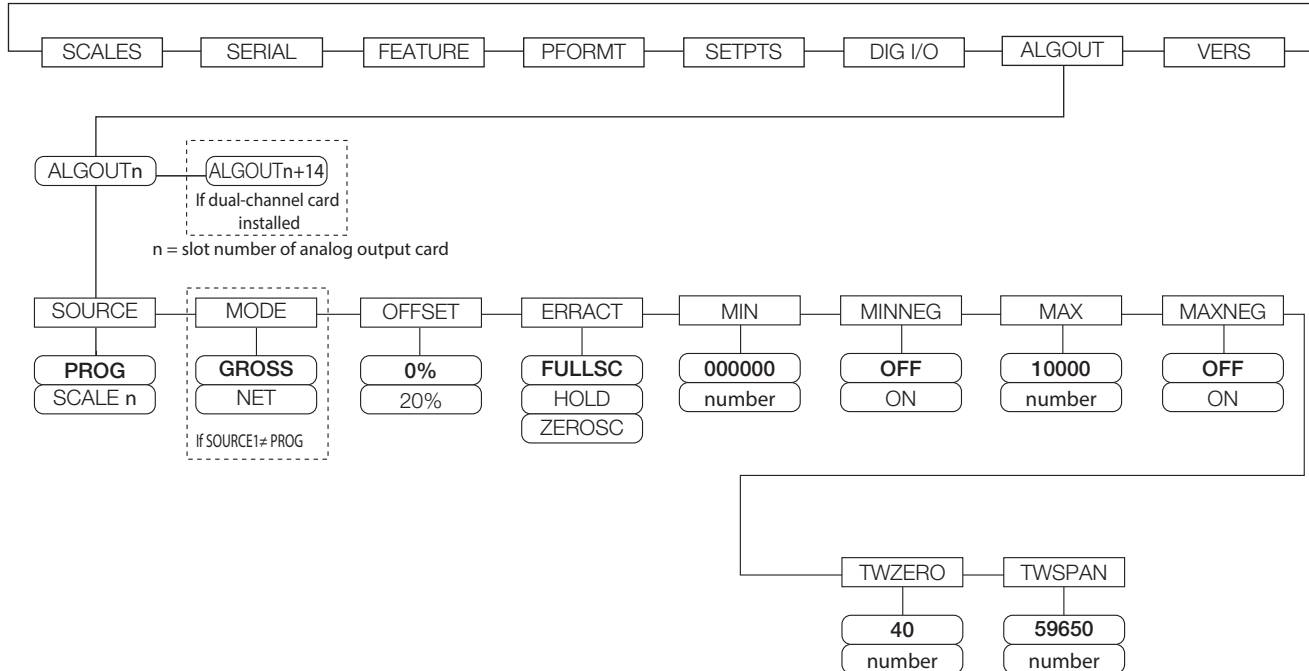 SCALES SERIAL FEATURE PFORMT SETPTS DIG I/O ALGOUT VERS
ALGOUTn ALGOUTn+14
If dual-channel card
installed
n = slot number of analog output card
SOURCE MODE OFFSET ERRACT MIN MINNEG MAX MAXNEG
PROG GROSS 0% FULLSC 000000 OFF 10000 OFF
SCALE n NET 20% HOLD number ON number ON
If SOURCE1≠ PROG ZEROSC
TWZERO TWSPAN
40 59650
number number